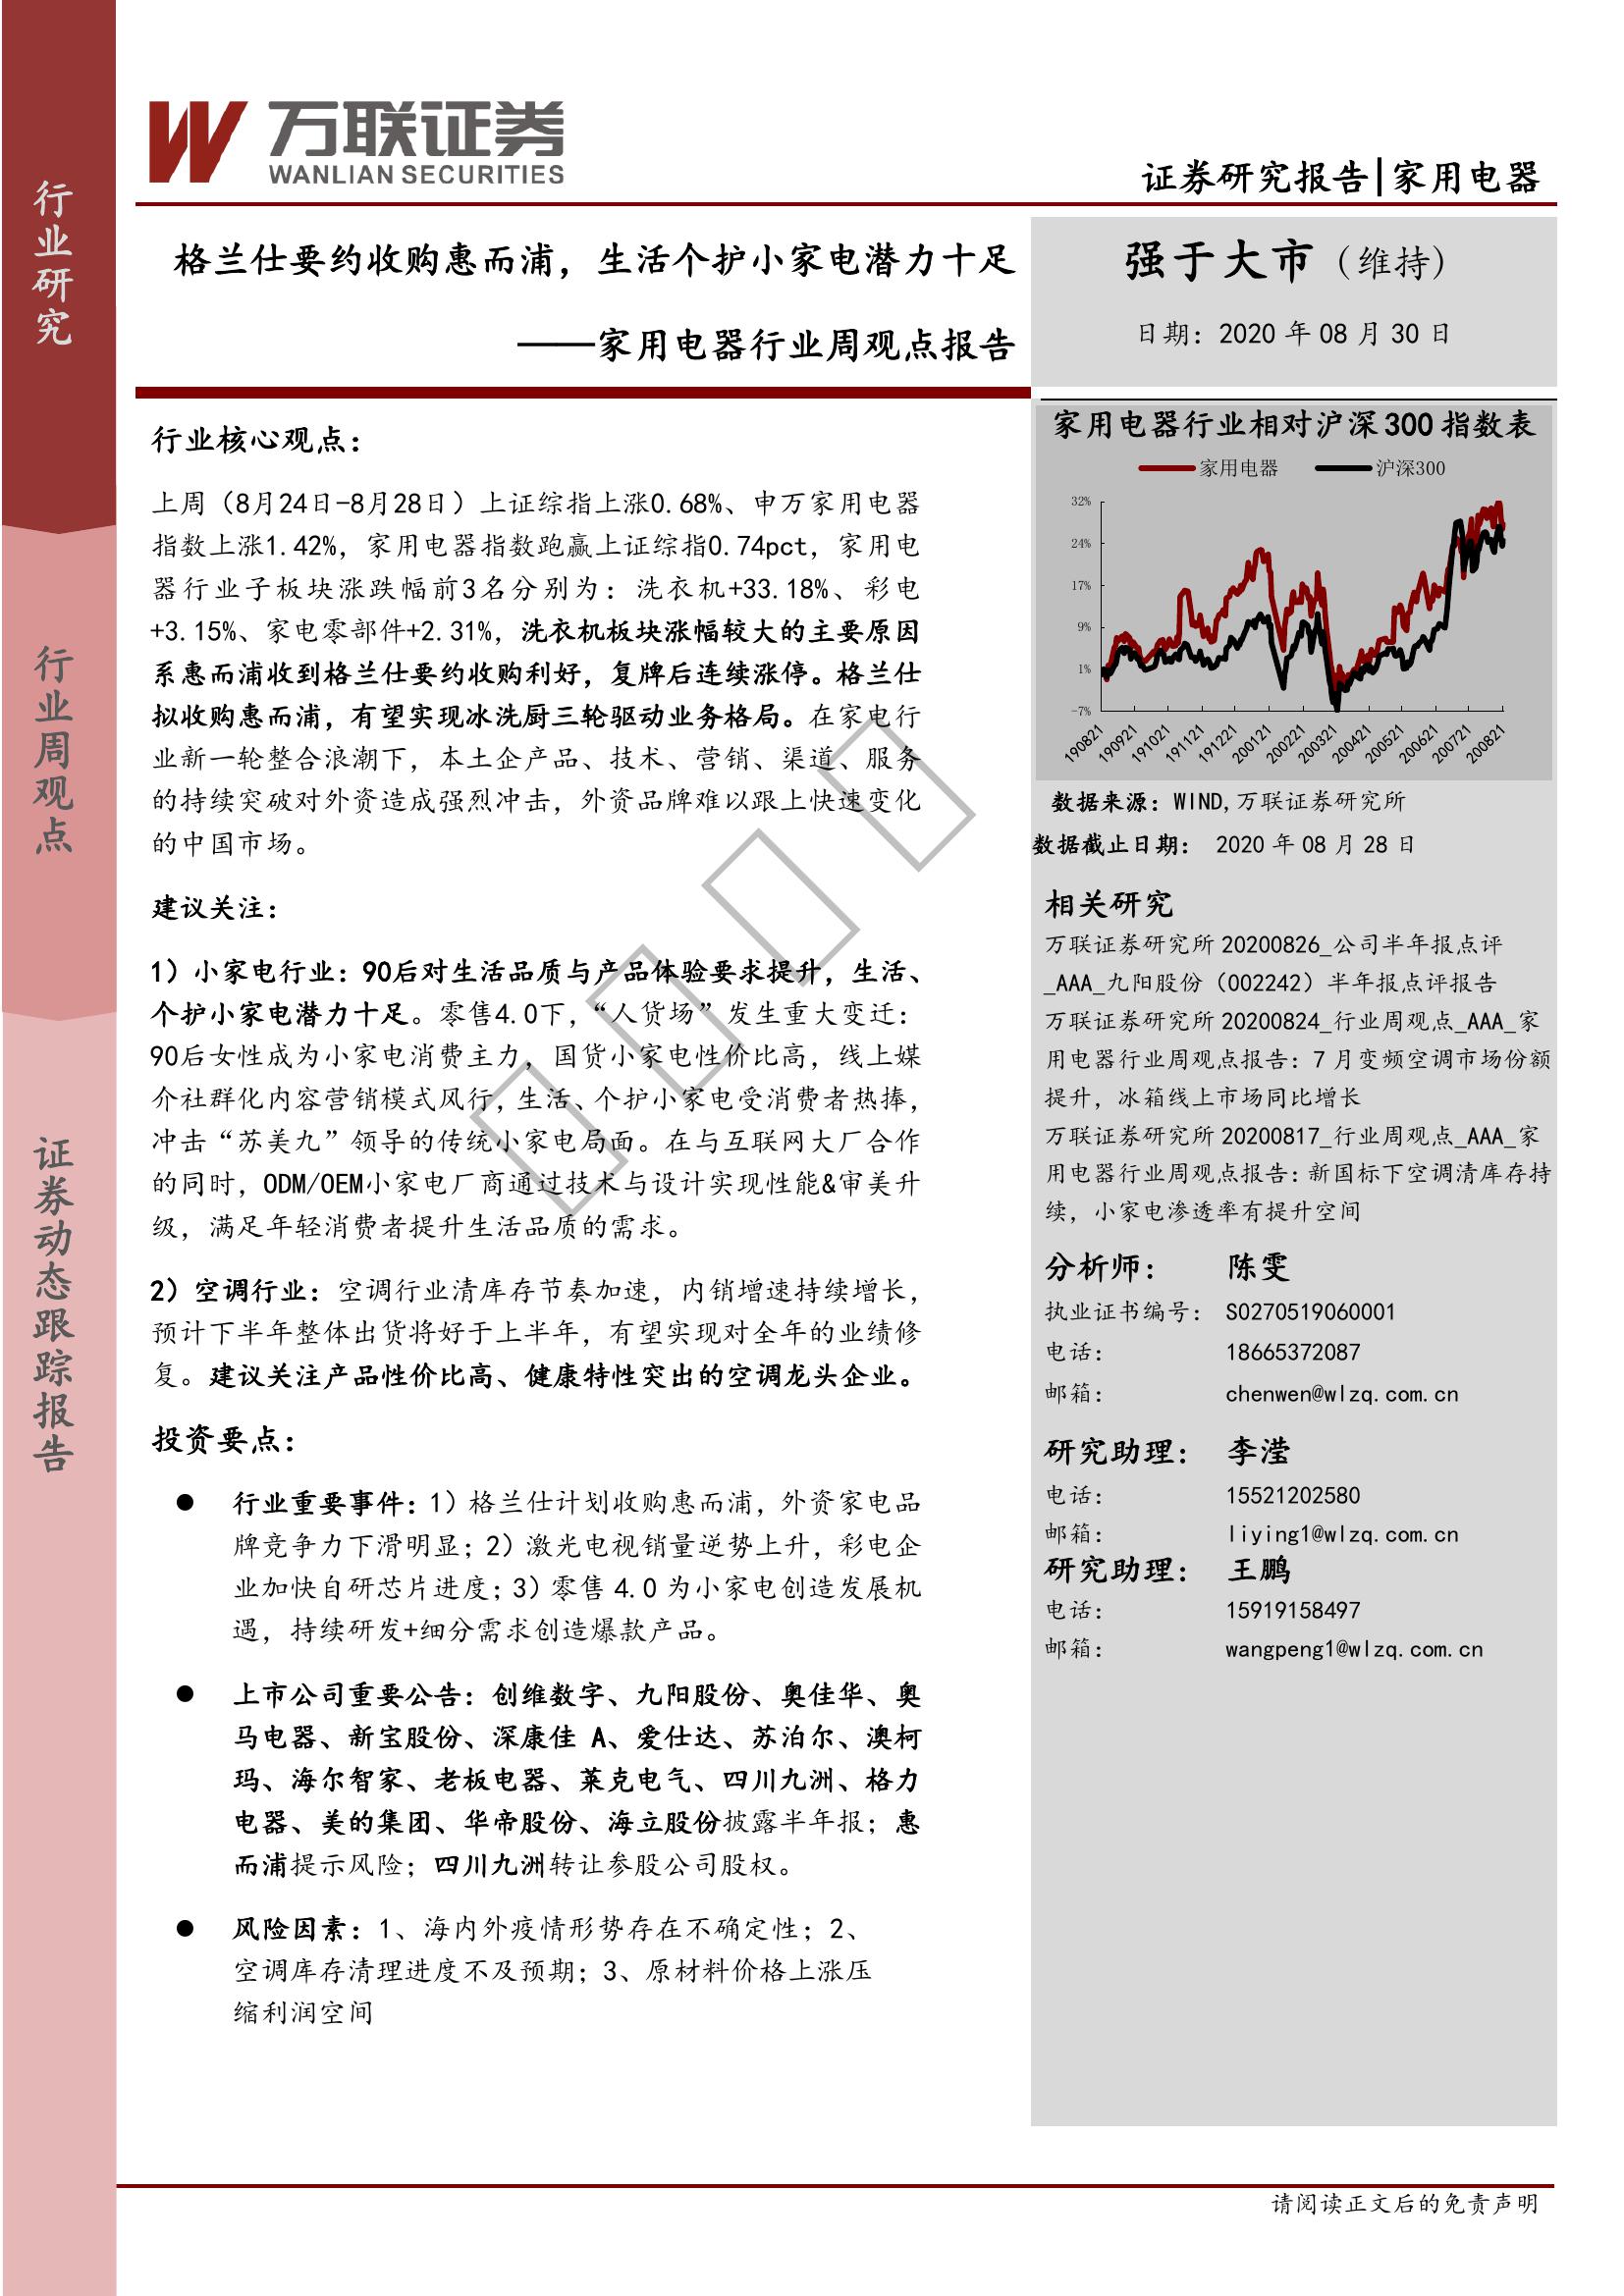 行业研究
行业周观点
证券动态跟踪报告
万联证券
WANLIAN SECURITIES
证券研究报告|家用电器
格兰仕要约收购惠而浦，生活个护小家电潜力十足
——家用电器行业周观点报告
强于大市（维持）
日期：2020 年 08 月 30 日
行业核心观点：
上周（8月24日-8月28日）上证综指上涨0.68%、申万家用电器
指数上涨1.42%，家用电器指数跑赢上证综指0.74pct，家用电
器行业子板块涨跌幅前3名分别为：洗衣机+33.18%、彩电
+3.15%、家电零部件+2.31%，洗衣机板块涨幅较大的主要原因
系惠而浦收到格兰仕要约收购利好，复牌后连续涨停。格兰仕
拟收购惠而浦，有望实现冰洗厨三轮驱动业务格局。在家电行
业新一轮整合浪潮下，本土企产品、技术、营销、渠道、服务
的持续突破对外资造成强烈冲击，外资品牌难以跟上快速变化
的中国市场。
建议关注：
1）小家电行业：90后对生活品质与产品体验要求提升，生活、
个护小家电潜力十足。零售4.0下，“人货场”发生重大变迁：
90后女性成为小家电消费主力，国货小家电性价比高，线上媒
介社群化内容营销模式风行，生活、个护小家电受消费者热捧，
冲击“苏美九”领导的传统小家电局面。在与互联网大厂合作
的同时，ODM/OEM小家电厂商通过技术与设计实现性能&审美升
级，满足年轻消费者提升生活品质的需求。
2）空调行业：空调行业清库存节奏加速，内销增速持续增长，
预计下半年整体出货将好于上半年，有望实现对全年的业绩修
复。建议关注产品性价比高、健康特性突出的空调龙头企业。
投资要点：
● 行业重要事件：1）格兰仕计划收购惠而浦，外资家电品
牌竞争力下滑明显；2）激光电视销量逆势上升，彩电企
业加快自研芯片进度；3）零售 4.0 为小家电创造发展机
遇，持续研发+细分需求创造爆款产品。
● 上市公司重要公告：创维数字、九阳股份、奥佳华、奥
马电器、新宝股份、深康佳 A、爱仕达、苏泊尔、澳柯
玛、海尔智家、老板电器、莱克电气、四川九洲、格力
电器、美的集团、华帝股份、海立股份披露半年报；惠
而浦提示风险；四川九洲转让参股公司股权。
● 风险因素：1、海内外疫情形势存在不确定性；2、
空调库存清理进度不及预期；3、原材料价格上涨压
缩利润空间
家用电器行业相对沪深 300 指数表
家用电器 沪深300
32%
24%
17%
9%
1%
-7%
190821 190921 191021 191121 191221 200121 200221 200321 200421 200521 200621 200721 200821
数据来源：WIND,万联证券研究所
数据截止日期： 2020 年 08 月 28 日
相关研究
万联证券研究所 20200826_公司半年报点评
_AAA_九阳股份（002242）半年报点评报告
万联证券研究所 20200824_行业周观点_AAA_家
用电器行业周观点报告：7 月变频空调市场份额
提升，冰箱线上市场同比增长
万联证券研究所 20200817_行业周观点_AAA_家
用电器行业周观点报告：新国标下空调清库存持
续，小家电渗透率有提升空间
分析师： 陈雯
执业证书编号： S0270519060001
电话： 18665372087
邮箱： chenwen@wlzq.com.cn
研究助理： 李滢
电话： 15521202580
邮箱： liying1@wlzq.com.cn
研究助理： 王鹏
电话： 15919158497
邮箱： wangpeng1@wlzq.com.cn
请阅读正文后的免责声明